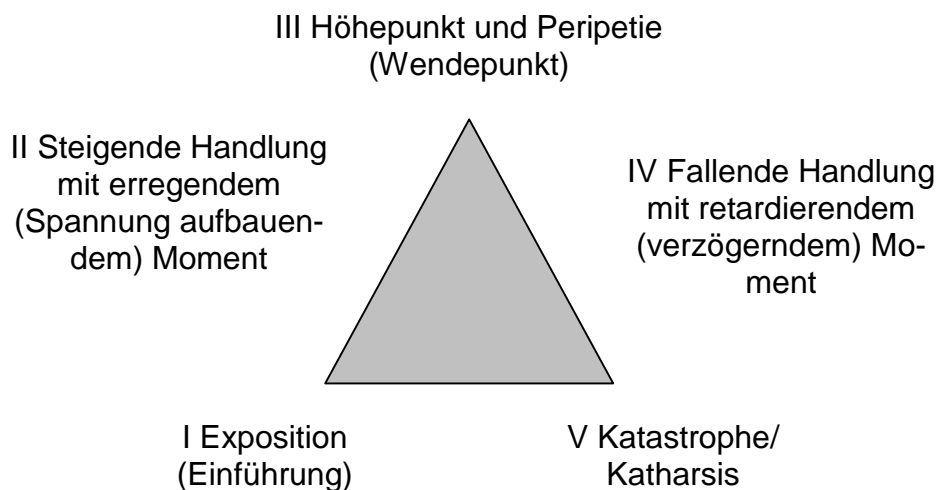 III Höhepunkt und Peripetie
(Wendepunkt)
II Steigende Handlung
mit erregendem
(Spannung aufbauen-
dem) Moment
IV Fallende Handlung
mit retardierendem
(verzögerndem) Mo-
ment
I Exposition
(Einführung)
V Katastrophe/
Katharsis